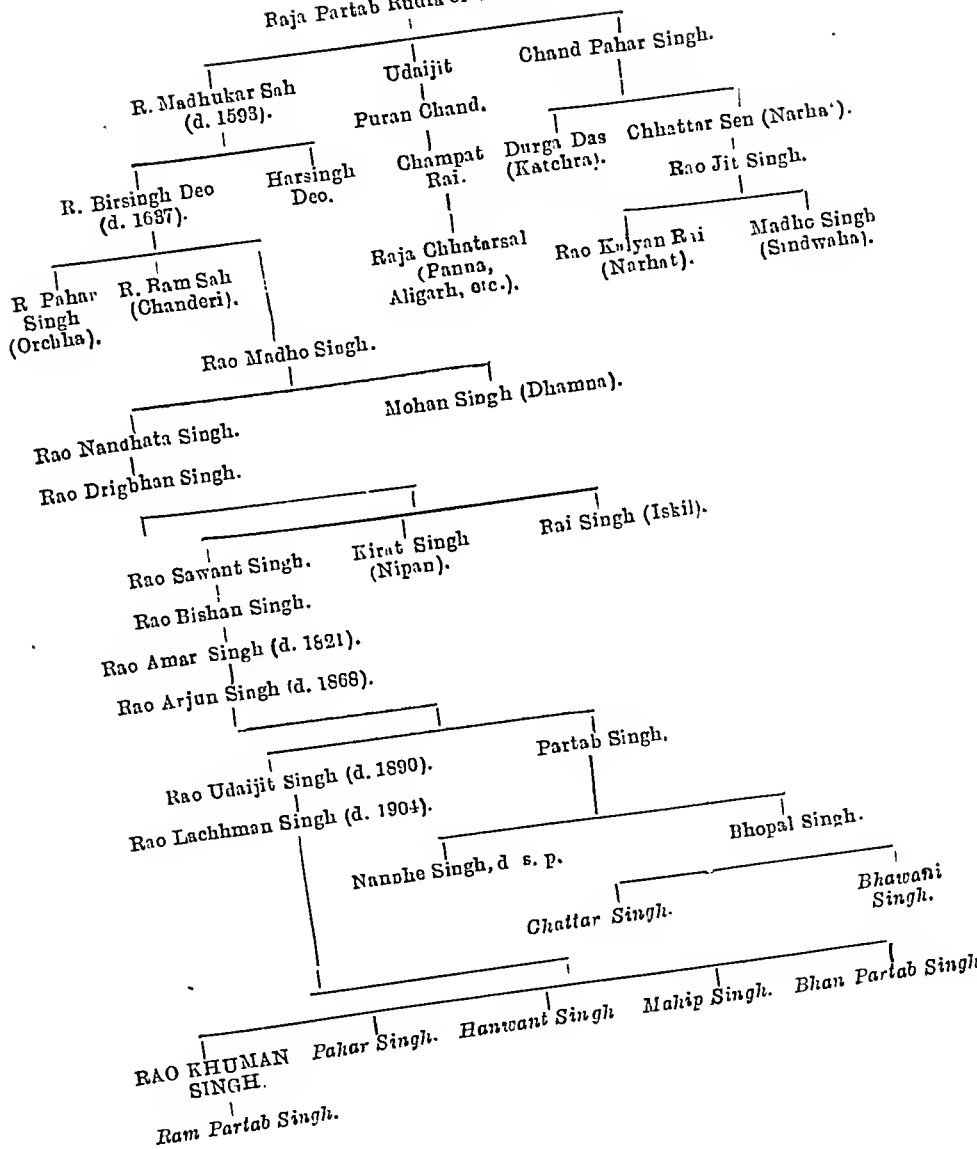 Raja Partab Rudra
R. Madhukar Sah
(d. 1593).
Udaijit
Chand Pahar Singh.
Puran Chand.
Durga Das
(Katchra).
Chhattar Sen (Narha').
R. Birsingh Deo
(d. 1687).
Harsingh
Deo.
Champat
Rai.
Rao Jit Singh.
R Pahar
Singh
(Orchha).
R. Ram Sah
(Chanderi).
Raja Chhatarsal
(Panna,
Aligarh, etc.).
Rao Kalyan Rai
(Narhat).
Madho Singh
(Sindwaha).
Rao Madho Singh.
Rao Nandhata Singh.
Mohan Singh (Dhamna).
Rao Drigbhan Singh.
Rao Sawant Singh.
Kirat Singh
(Nipan).
Rai Singh (Iskil).
Rao Bishan Singh.
Rao Amar Singh (d. 1821).
Rao Arjun Singh (d. 1868).
Rao Udaijit Singh (d. 1890).
Partab Singh.
Rao Lachhman Singh (d. 1904).
Nanhe Singh, d s. p.
Bhopal Singh.
Chattar Singh.
Bhawani
Singh.
RAO KHUMAN
SINGH.
Pahar Singh.
Hanwant Singh
Mahip Singh.
Bhan Partab Singh
Ram Partab Singh.